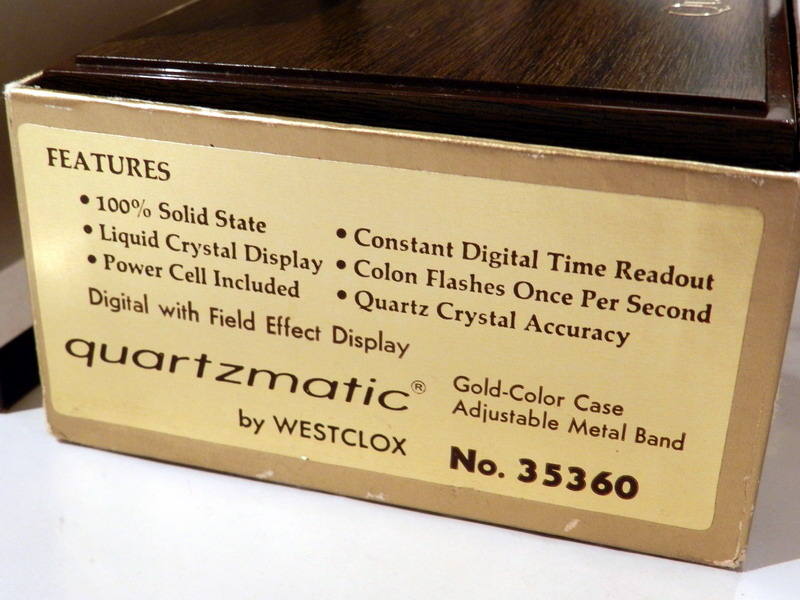 FEATURES
• 100% Solid State
• Liquid Crystal Display
• Power Cell Included
• Constant Digital Time Readout
• Colon Flashes Once Per Second
• Quartz Crystal Accuracy
Digital with Field Effect Display
quartzmatic®
by WESTCLOX
Gold-Color Case
Adjustable Metal Band
No. 35360